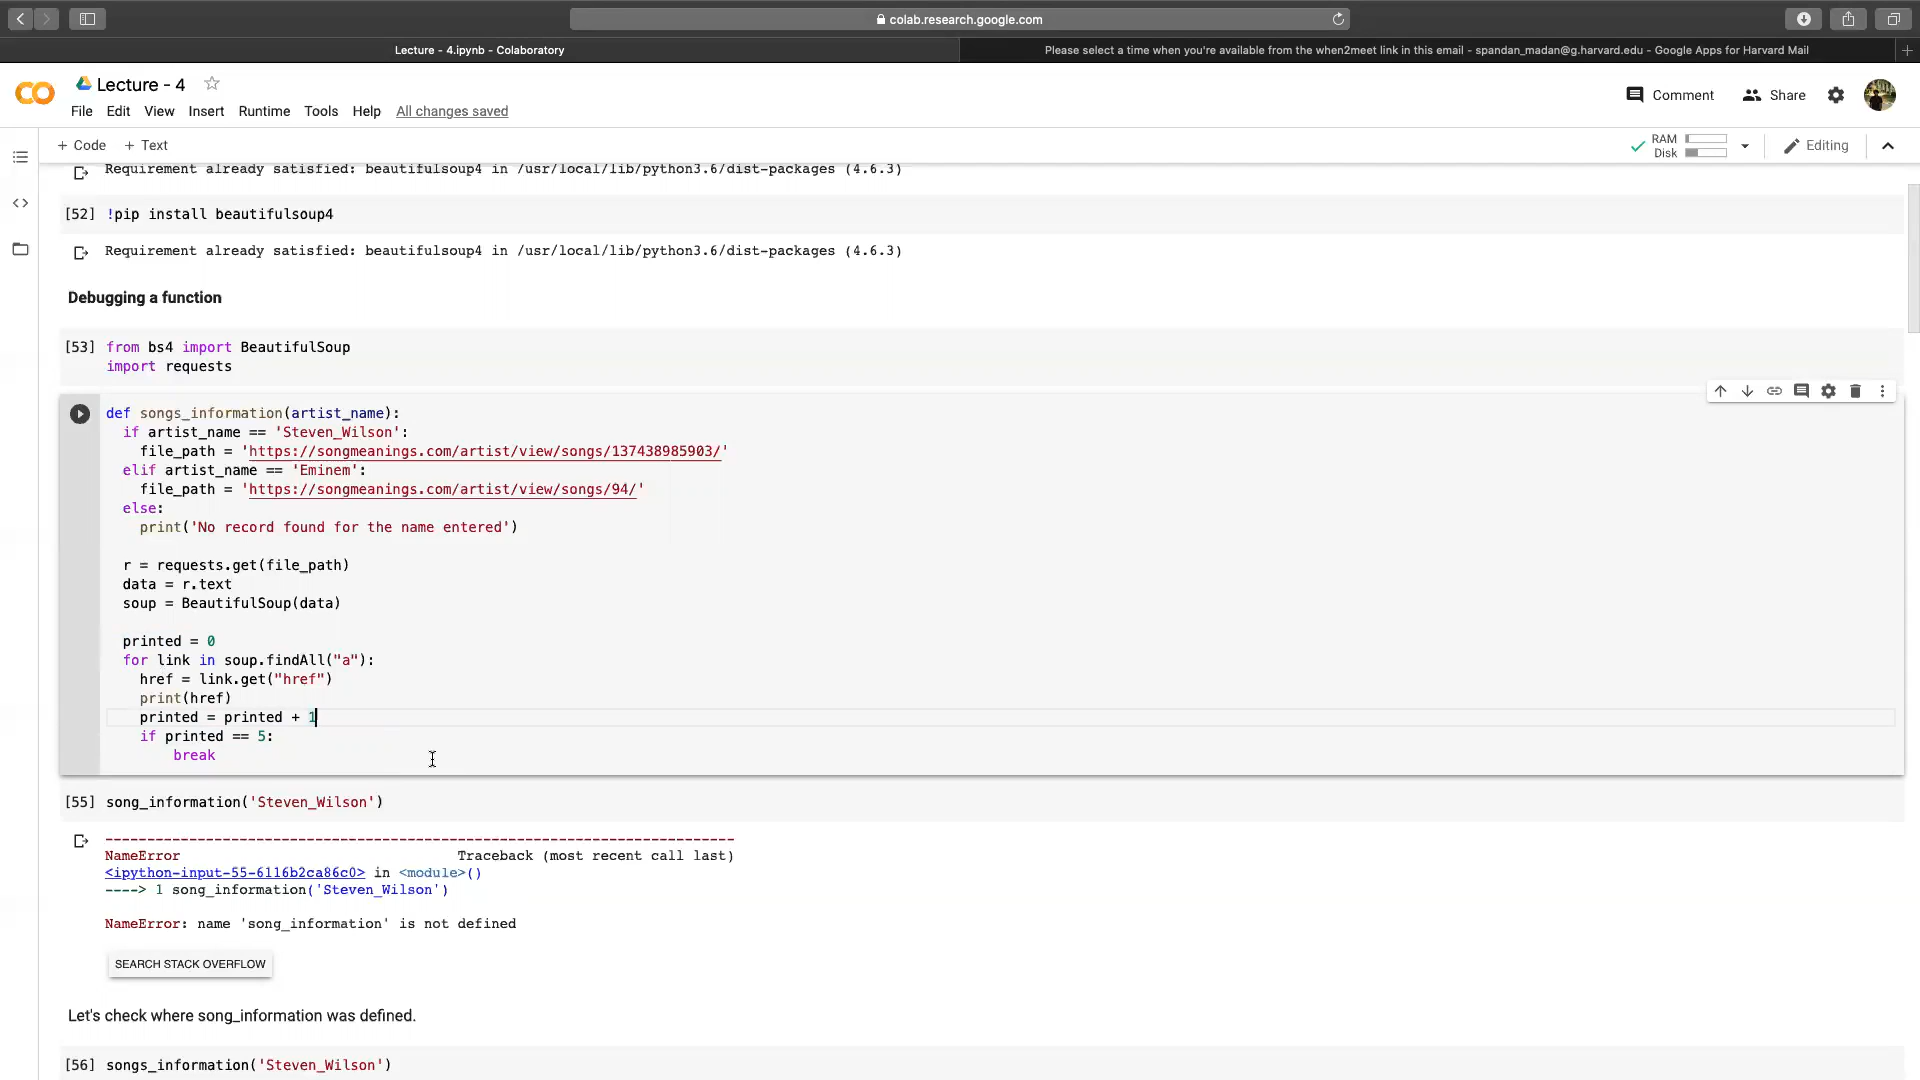 colab.research.google.com
Lecture - 4.ipynb - Colaboratory
Please select a time when you're available from the when2meet link in this email - spandan_madan@g.harvard.edu - Google Apps for Harvard Mail
CO
Lecture - 4
Comment
Share
File Edit View Insert Runtime Tools Help All changes saved
+ Code + Text
RAM
Disk
Editing
Requirement already satisfied: beautifulsoup4 in /usr/local/lib/python3.6/dist-packages (4.6.3)
[52] !pip install beautifulsoup4
Requirement already satisfied: beautifulsoup4 in /usr/local/lib/python3.6/dist-packages (4.6.3)
Debugging a function
[53] from bs4 import BeautifulSoup
import requests
def songs_information(artist_name):
if artist_name == 'Steven_Wilson':
file_path = 'https://songmeanings.com/artist/view/songs/137438985903/'
elif artist_name == 'Eminem':
file_path = 'https://songmeanings.com/artist/view/songs/94/'
else:
print('No record found for the name entered')
r = requests.get(file_path)
data = r.text
soup = BeautifulSoup(data)
printed = 0
for link in soup.findAll("a"):
href = link.get("href")
print(href)
printed = printed + 1
if printed == 5:
break
[55] song_information('Steven_Wilson')
---------------------------------------------------------------------------
NameError Traceback (most recent call last)
<ipython-input-55-6116b2ca86c0> in <module>()
----> 1 song_information('Steven_Wilson')
NameError: name 'song_information' is not defined
SEARCH STACK OVERFLOW
Let's check where song_information was defined.
[56] songs_information('Steven_Wilson')